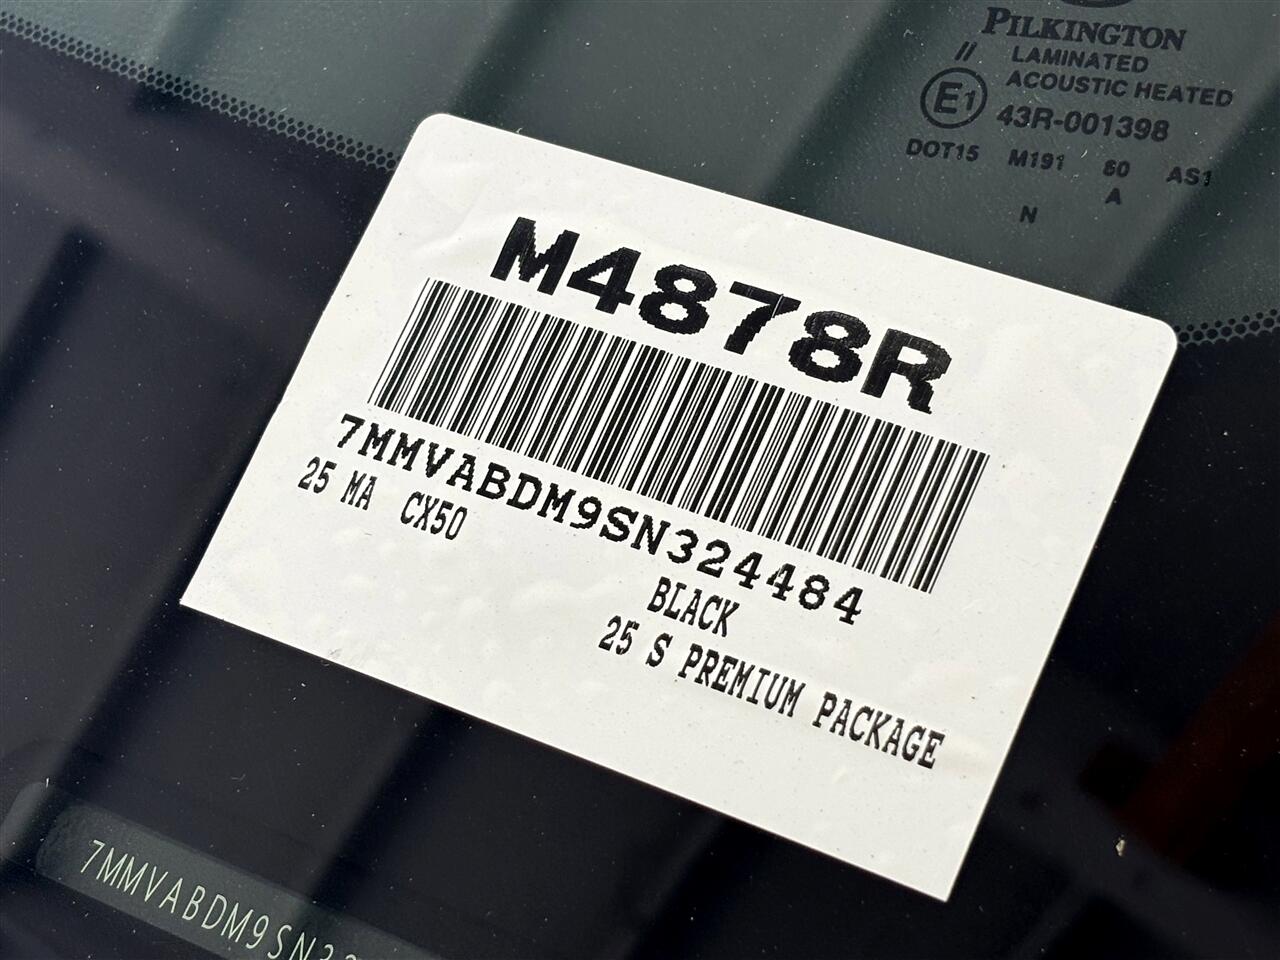 PILKINGTON
//
LAMINATED
ACOUSTIC HEATED
E1
43R-001398
DOT15 M191 60 AS1
A
N
M4878R
7MMVABDM9SN324484
25 MA CX50
BLACK
25 S PREMIUM PACKAGE
7MMVABDM9SN32